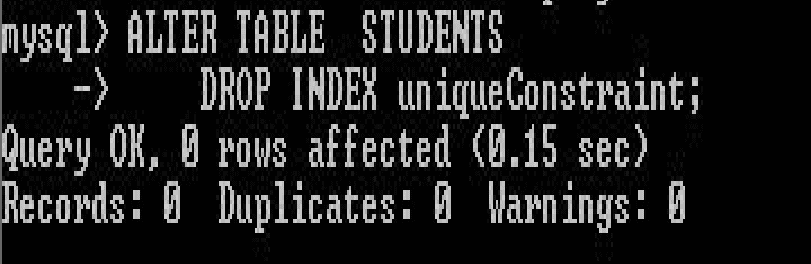 mysql> ALTER TABLE  STUDENTS
    ->     DROP INDEX uniqueConstraint;
Query OK, 0 rows affected (0.15 sec)
Records: 0  Duplicates: 0  Warnings: 0